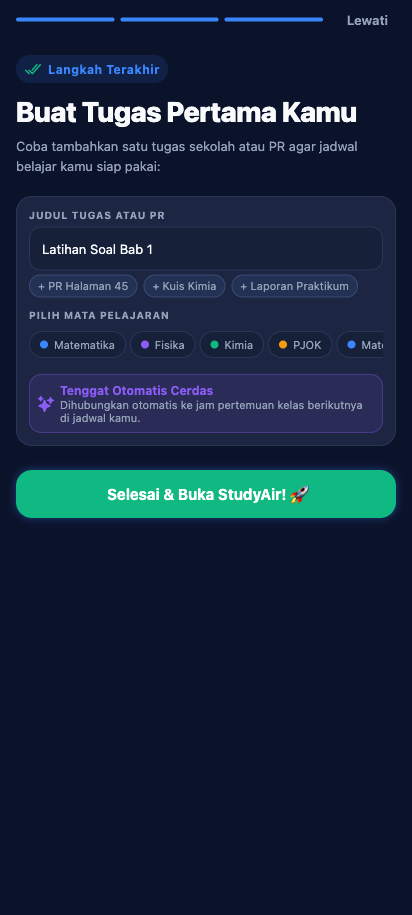 Lewati
Langkah Terakhir
Buat Tugas Pertama Kamu
Coba tambahkan satu tugas sekolah atau PR agar jadwal
belajar kamu siap pakai:
JUDUL TUGAS ATAU PR
Latihan Soal Bab 1
+ PR Halaman 45
+ Kuis Kimia
+ Laporan Praktikum
PILIH MATA PELAJARAN
Matematika
Fisika
Kimia
PJOK
Tenggat Otomatis Cerdas
Dihubungkan otomatis ke jam pertemuan kelas berikutnya
di jadwal kamu.
Selesai & Buka StudyAir! 🚀